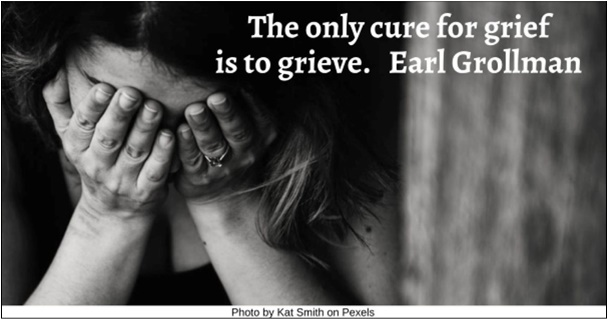 The only cure for grief
is to grieve.   Earl Grollman
Photo by Kat Smith on Pexels